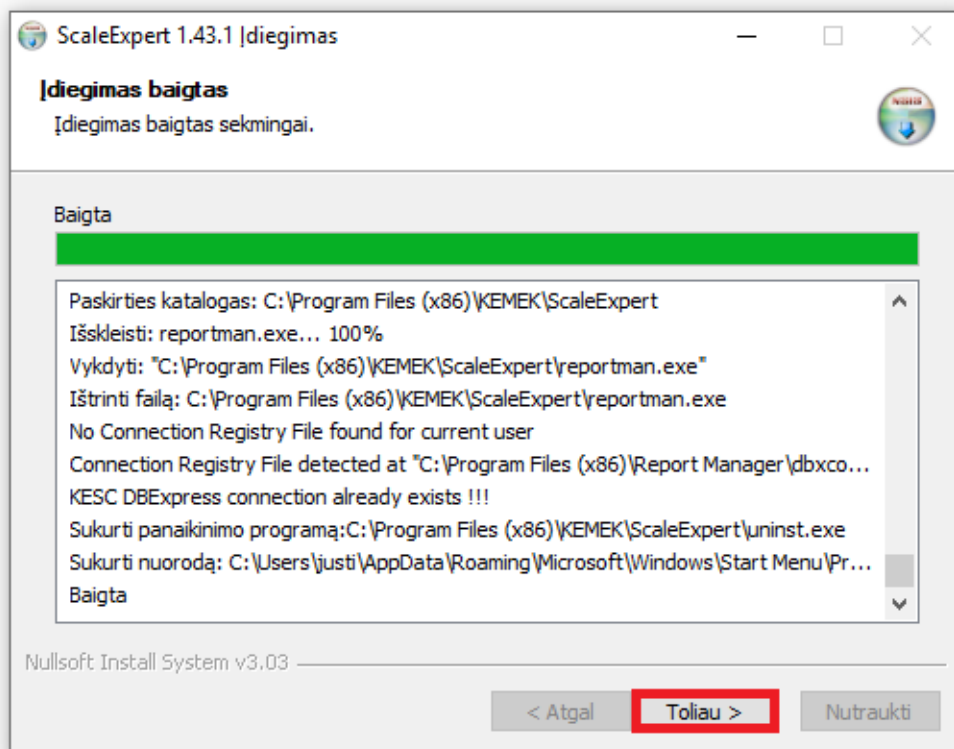 ScaleExpert 1.43.1 Įdiegimas
Įdiegimas baigtas
Įdiegimas baigtas sekmingai.
Baigta
Paskirties katalogas: C:\Program Files (x86)\KEMEK\ScaleExpert
Išskleisti: reportman.exe... 100%
Vykdyti: "C:\Program Files (x86)\KEMEK\ScaleExpert\reportman.exe"
Ištrinti failą: C:\Program Files (x86)\KEMEK\ScaleExpert\reportman.exe
No Connection Registry File found for current user
Connection Registry File detected at "C:\Program Files (x86)\Report Manager\dbxco...
KESC DBExpress connection already exists !!!
Sukurti panaikinimo programą:C:\Program Files (x86)\KEMEK\ScaleExpert\uninst.exe
Sukurti nuorodą: C:\Users\justi\AppData\Roaming\Microsoft\Windows\Start Menu\Pr...
Baigta
Nullsoft Install System v3.03
< Atgal
Toliau >
Nutraukti